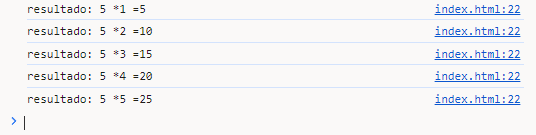 resultado: 5 *1 =5 index.html:22
resultado: 5 *2 =10 index.html:22
resultado: 5 *3 =15 index.html:22
resultado: 5 *4 =20 index.html:22
resultado: 5 *5 =25 index.html:22
>